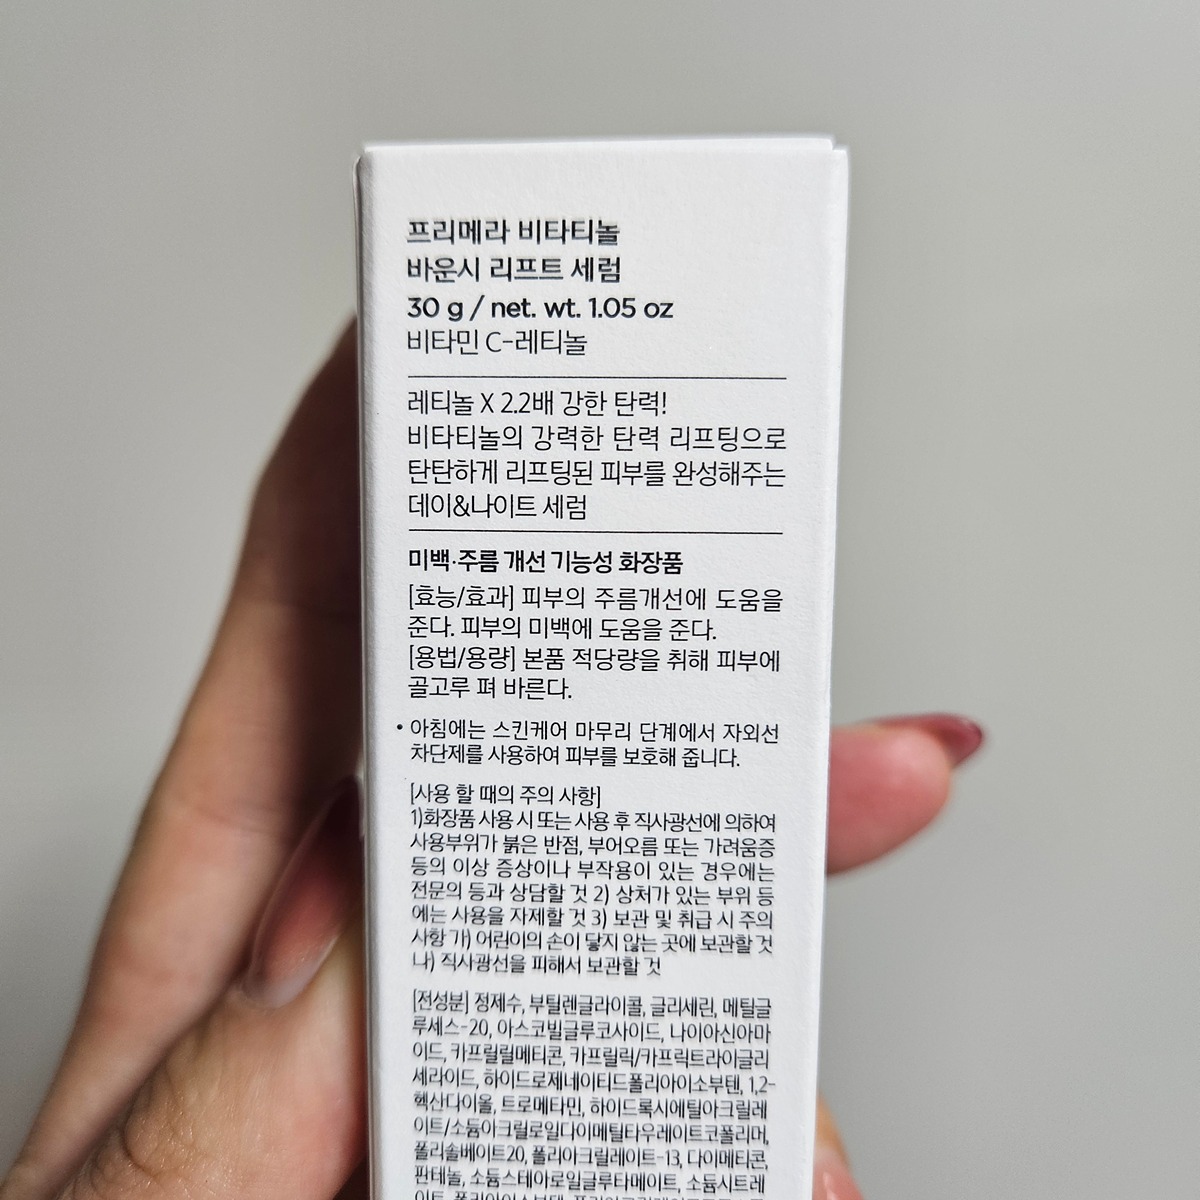 프리메라 비타티놀
바운시 리프트 세럼
30 g / net. wt. 1.05 oz
비타민 C-레티놀
레티놀 X 2.2배 강한 탄력!
비타티놀의 강력한 탄력 리프팅으로
탄탄하게 리프팅된 피부를 완성해주는
데이&나이트 세럼
미백·주름 개선 기능성 화장품
[효능/효과] 피부의 주름개선에 도움을
준다. 피부의 미백에 도움을 준다.
[용법/용량] 본품 적당량을 취해 피부에
골고루 펴 바른다.
• 아침에는 스킨케어 마무리 단계에서 자외선
차단제를 사용하여 피부를 보호해 줍니다.
[사용 할 때의 주의 사항]
1)화장품 사용 시 또는 사용 후 직사광선에 의하여
사용부위가 붉은 반점, 부어오름 또는 가려움증
등의 이상 증상이나 부작용이 있는 경우에는
전문의 등과 상담할 것 2) 상처가 있는 부위 등
에는 사용을 자제할 것 3) 보관 및 취급 시 주의
사항 가) 어린이의 손이 닿지 않는 곳에 보관할 것
나) 직사광선을 피해서 보관할 것
[전성분] 정제수, 부틸렌글라이콜, 글리세린, 메틸글
루세스-20, 아스코빌글루코사이드, 나이아신아마
이드, 카프릴릴메티콘, 카프릴릭/카프릭트라이글리
세라이드, 하이드로제네이티드폴리아이소부텐, 1,2-
헥산다이올, 트로메타민, 하이드록시에틸아크릴레
이트/소듐아크릴로일다이메틸타우레이트코폴리머,
폴리솔베이트20, 폴리아크릴레이트-13, 다이메티콘,
판테놀, 소듐스테아로일글루타메이트, 소듐시트레